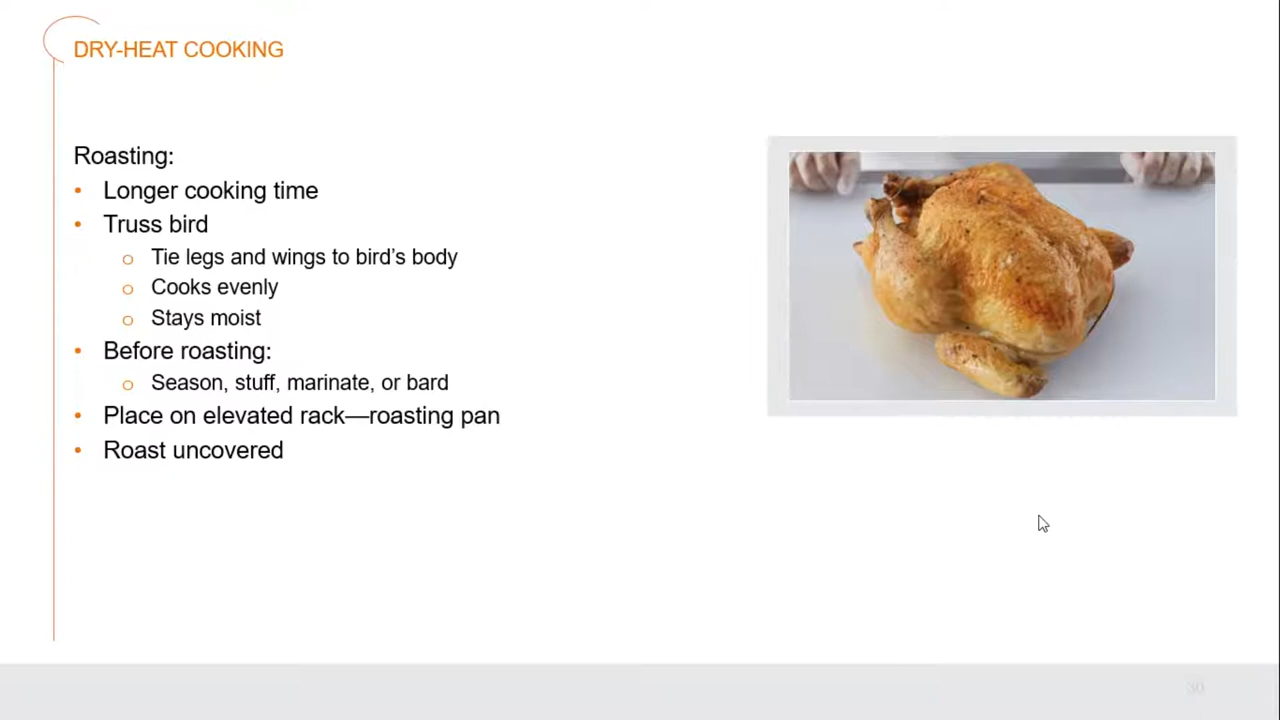 DRY-HEAT COOKING
Roasting:
• Longer cooking time
• Truss bird
o Tie legs and wings to bird’s body
o Cooks evenly
o Stays moist
• Before roasting:
o Season, stuff, marinate, or bard
• Place on elevated rack—roasting pan
• Roast uncovered
30